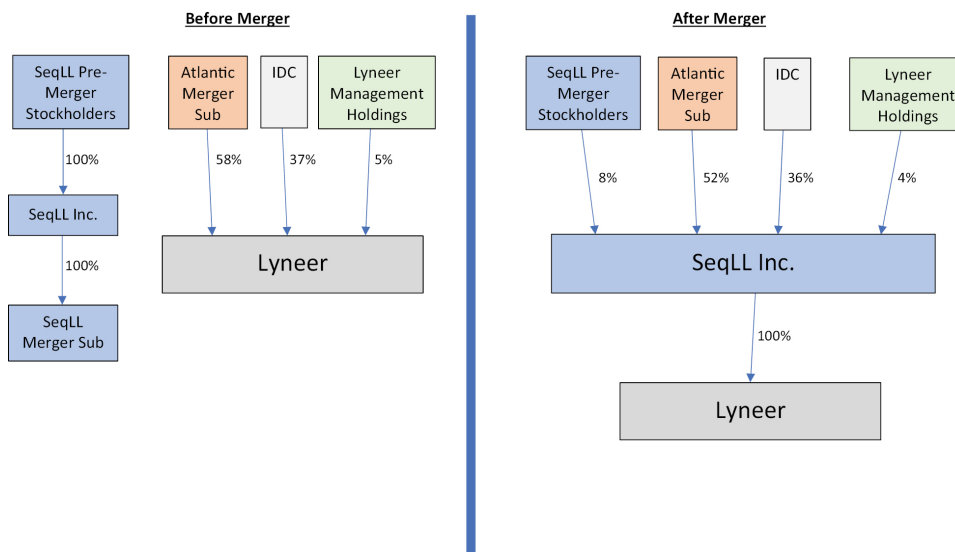 Before Merger
SeqLL Pre-
Merger
Stockholders
Atlantic
Merger
Sub
IDC
Lyneer
Management
Holdings
100%
58%
37%
5%
SeqLL Inc.
Lyneer
100%
SeqLL
Merger Sub
After Merger
SeqLL Pre-
Merger
Stockholders
Atlantic
Merger
Sub
IDC
Lyneer
Management
Holdings
8%
52%
36%
4%
SeqLL Inc.
100%
Lyneer